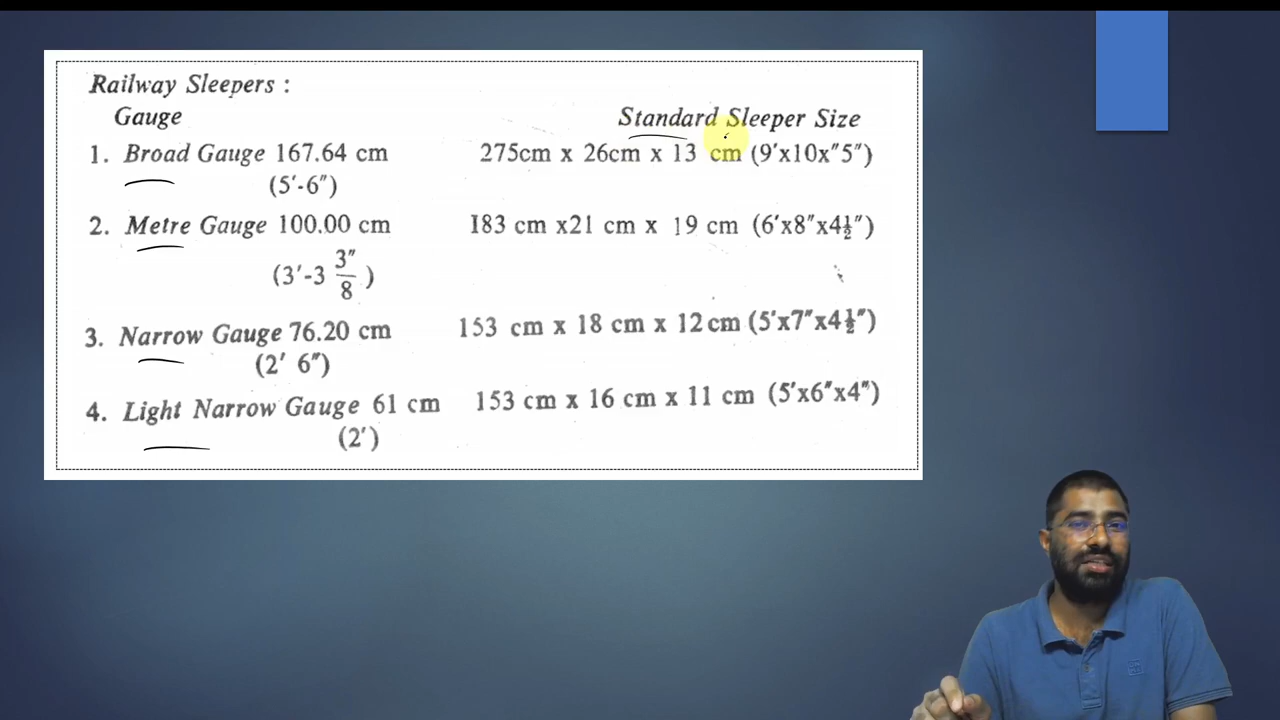 Railway Sleepers :
Gauge Standard Sleeper Size
1. Broad Gauge 167.64 cm 275cm x 26cm x 13 cm (9'x10x"5")
(5'-6")
2. Metre Gauge 100.00 cm 183 cm x21 cm x 19 cm (6'x8"x4½")
(3'-3 3"/8 )
3. Narrow Gauge 76.20 cm 153 cm x 18 cm x 12 cm (5'x7"x4½")
(2' 6")
4. Light Narrow Gauge 61 cm 153 cm x 16 cm x 11 cm (5'x6"x4")
(2')